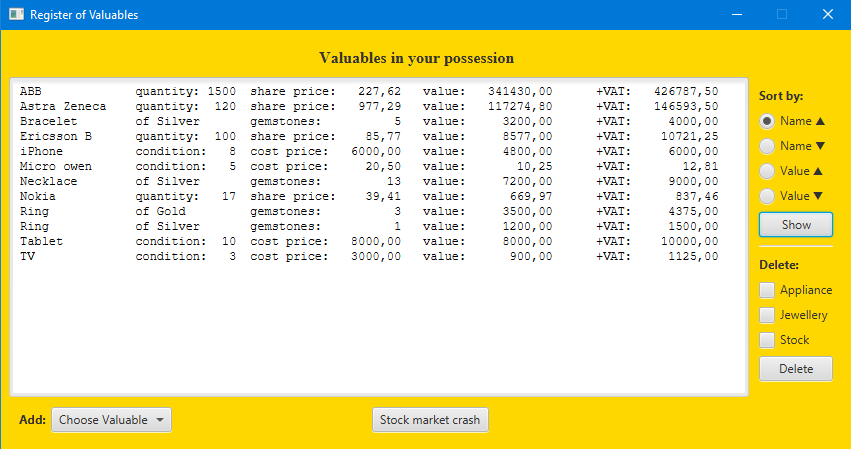 Register of Valuables
Valuables in your possession
ABB quantity: 1500 share price: 227,62 value: 341430,00 +VAT: 426787,50
Astra Zeneca quantity: 120 share price: 977,29 value: 117274,80 +VAT: 146593,50
Bracelet of Silver gemstones: 5 value: 3200,00 +VAT: 4000,00
Ericsson B quantity: 100 share price: 85,77 value: 8577,00 +VAT: 10721,25
iPhone condition: 8 cost price: 6000,00 value: 4800,00 +VAT: 6000,00
Micro owen condition: 5 cost price: 20,50 value: 10,25 +VAT: 12,81
Necklace of Silver gemstones: 13 value: 7200,00 +VAT: 9000,00
Nokia quantity: 17 share price: 39,41 value: 669,97 +VAT: 837,46
Ring of Gold gemstones: 3 value: 3500,00 +VAT: 4375,00
Ring of Silver gemstones: 1 value: 1200,00 +VAT: 1500,00
Tablet condition: 10 cost price: 8000,00 value: 8000,00 +VAT: 10000,00
TV condition: 3 cost price: 3000,00 value: 900,00 +VAT: 1125,00
Sort by:
Name ▲
Name ▼
Value ▲
Value ▼
Show
Delete:
Appliance
Jewellery
Stock
Delete
Add: Choose Valuable
Stock market crash